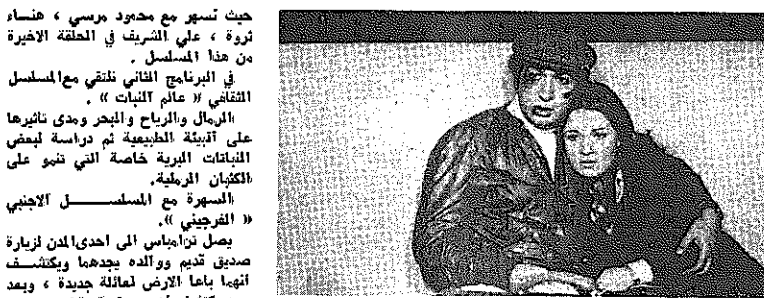 حيث تسهر مع محمود مرسي ، هنساء
ثروة ، علي الشريف في الحلقة الاخيرة
من هذا المسلسل .
في البرنامج الثاني نلتقي مع المسلسل
الثقافي « عالم النبات » .
الرمال والرياح والبحر ومدى تاثيرها
على البيئة الطبيعية ثم دراسة لبعض
النباتات البرية خاصة التي تنمو على
الكثبان الرملية.
السهرة مع المسلسل الاجنبي
« الفرجيني ».
يصل ترامباس الى احدى المدن لزيارة
صديق قديم ووالده يجدهما ويكتشف
أنهما باعا الارض لعائلة جديدة ، وبعد